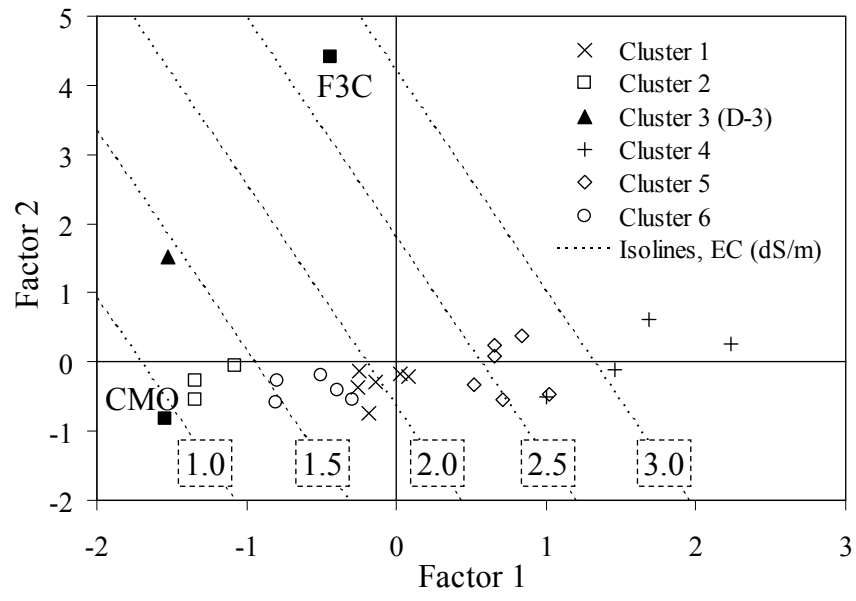 5
4
3
2
1
0
-1
-2
Factor 2
F3C
CMO
Cluster 1
Cluster 2
Cluster 3 (D-3)
Cluster 4
Cluster 5
Cluster 6
Isolines, EC (dS/m)
1.0 1.5 2.0 2.5 3.0
-2 -1 0 1 2 3
Factor 1